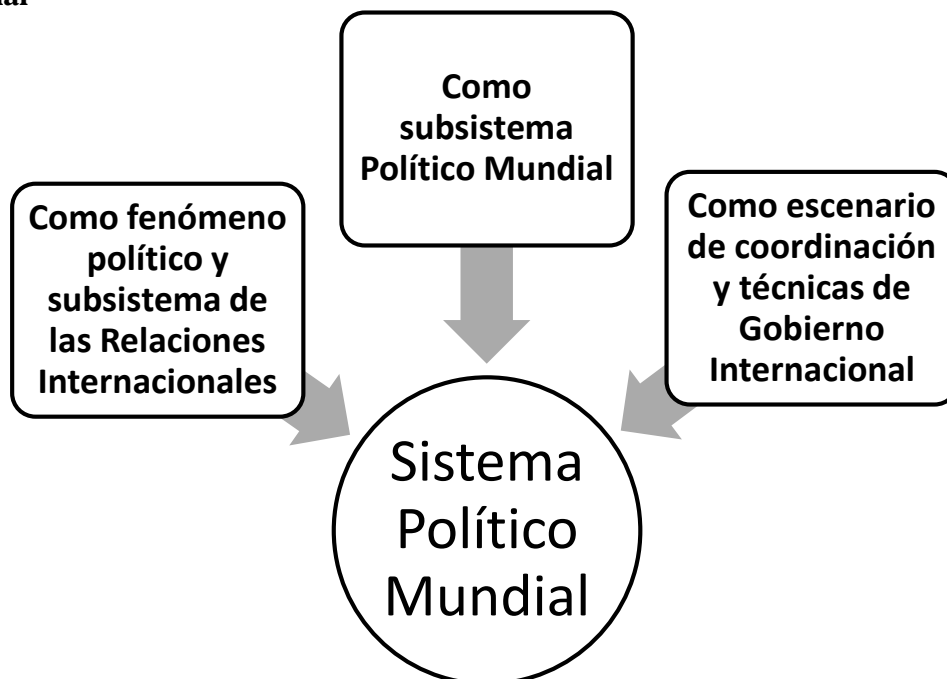 Como
subsistema
Político Mundial
Como fenómeno
político y
subsistema de
las Relaciones
Internacionales
Como escenario
de coordinación
y técnicas de
Gobierno
Internacional
Sistema
Político
Mundial